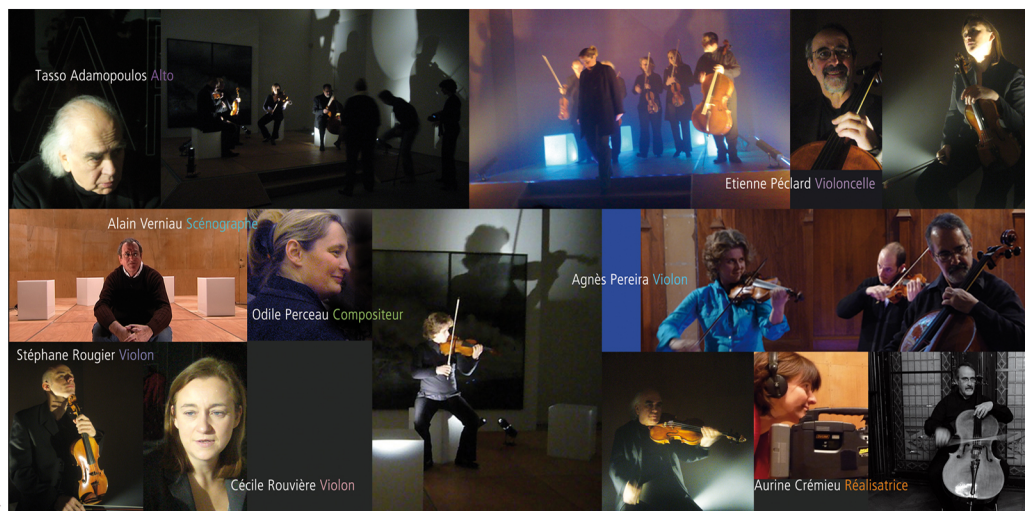 Tasso Adamopoulos Alto
Etienne Péclard Violoncelle
Alain Verniau Scénographe
Agnès Pereira Violon
Odile Perceau Compositeur
Stéphane Rougier Violon
Cécile Rouvière Violon
Aurine Crémieu Réalisatrice